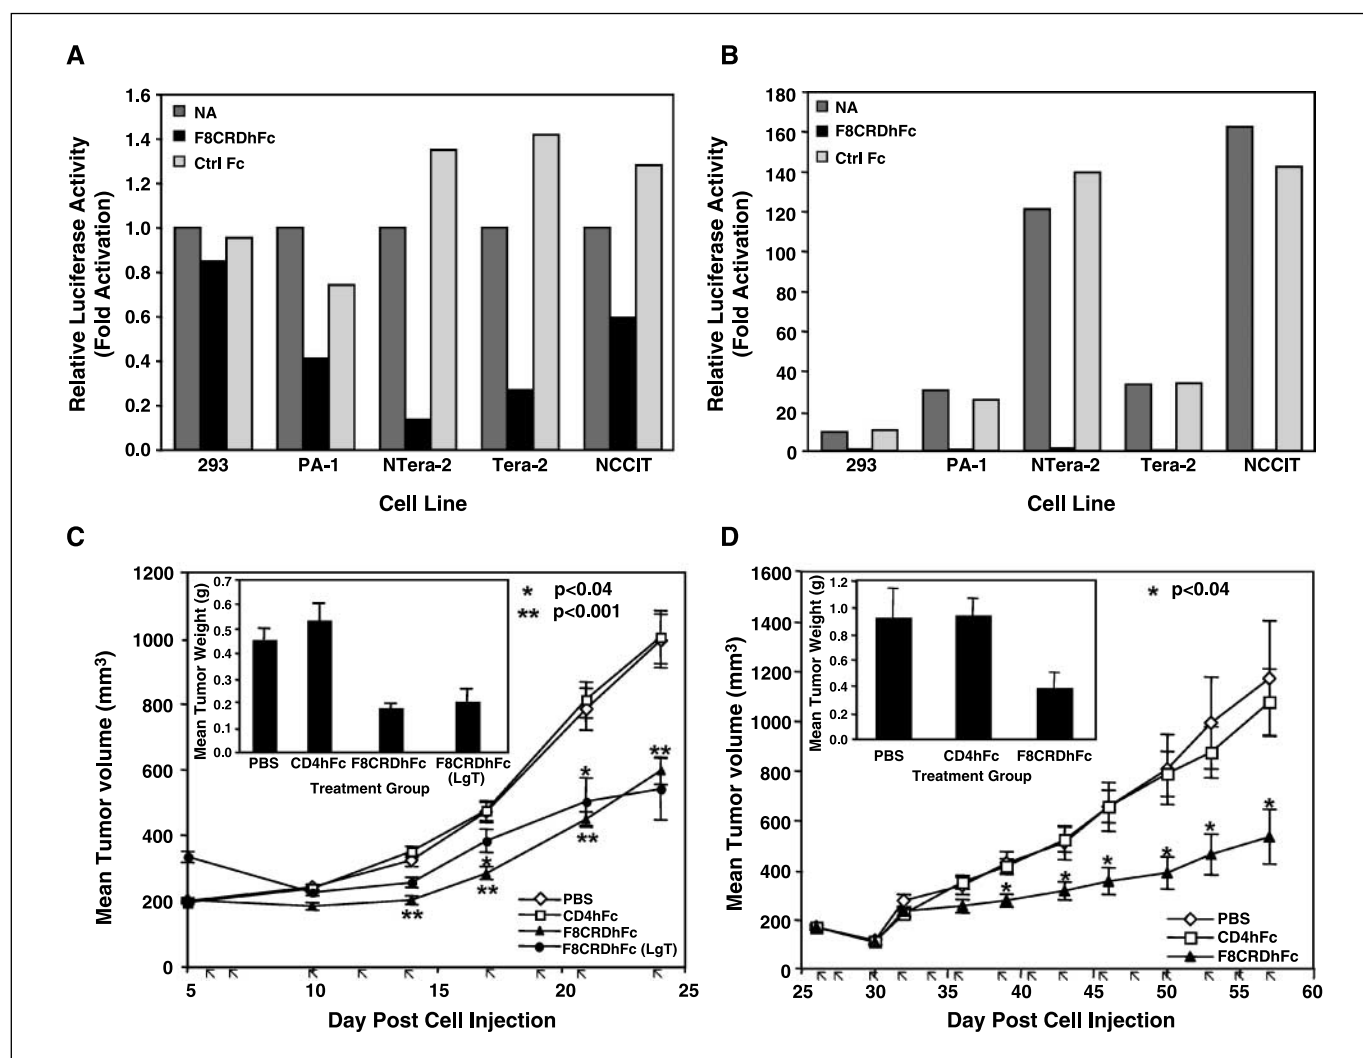 A
Relative Luciferase Activity
(Fold Activation)
1.6
1.4
1.2
1.0
0.8
0.6
0.4
0.2
0.0
NA
F8CRDhFc
Ctrl Fc
293 PA-1 NTera-2 Tera-2 NCCIT
Cell Line
B
Relative Luciferase Activity
(Fold Activation)
180
160
140
120
100
80
60
40
20
0
NA
F8CRDhFc
Ctrl Fc
293 PA-1 NTera-2 Tera-2 NCCIT
Cell Line
C
Mean Tumor volume (mm³)
1200
1000
800
600
400
200
0
Mean Tumor Weight (g)
0.7
0.6
0.5
0.4
0.3
0.2
0.1
0.0
PBS CD4hFc F8CRDhFc F8CRDhFc
(LgT)
Treatment Group
* p<0.04
** p<0.001
*
**
**
*
**
**
PBS
CD4hFc
F8CRDhFc
F8CRDhFc (LgT)
5 10 15 20 25
Day Post Cell Injection
D
Mean Tumor volume (mm³)
1600
1400
1200
1000
800
600
400
200
0
Mean Tumor Weight (g)
1.2
1.0
0.8
0.6
0.4
0.2
0.0
PBS CD4hFc F8CRDhFc
Treatment Group
* p<0.04
* * * * * *
PBS
CD4hFc
F8CRDhFc
25 30 35 40 45 50 55 60
Day Post Cell Injection